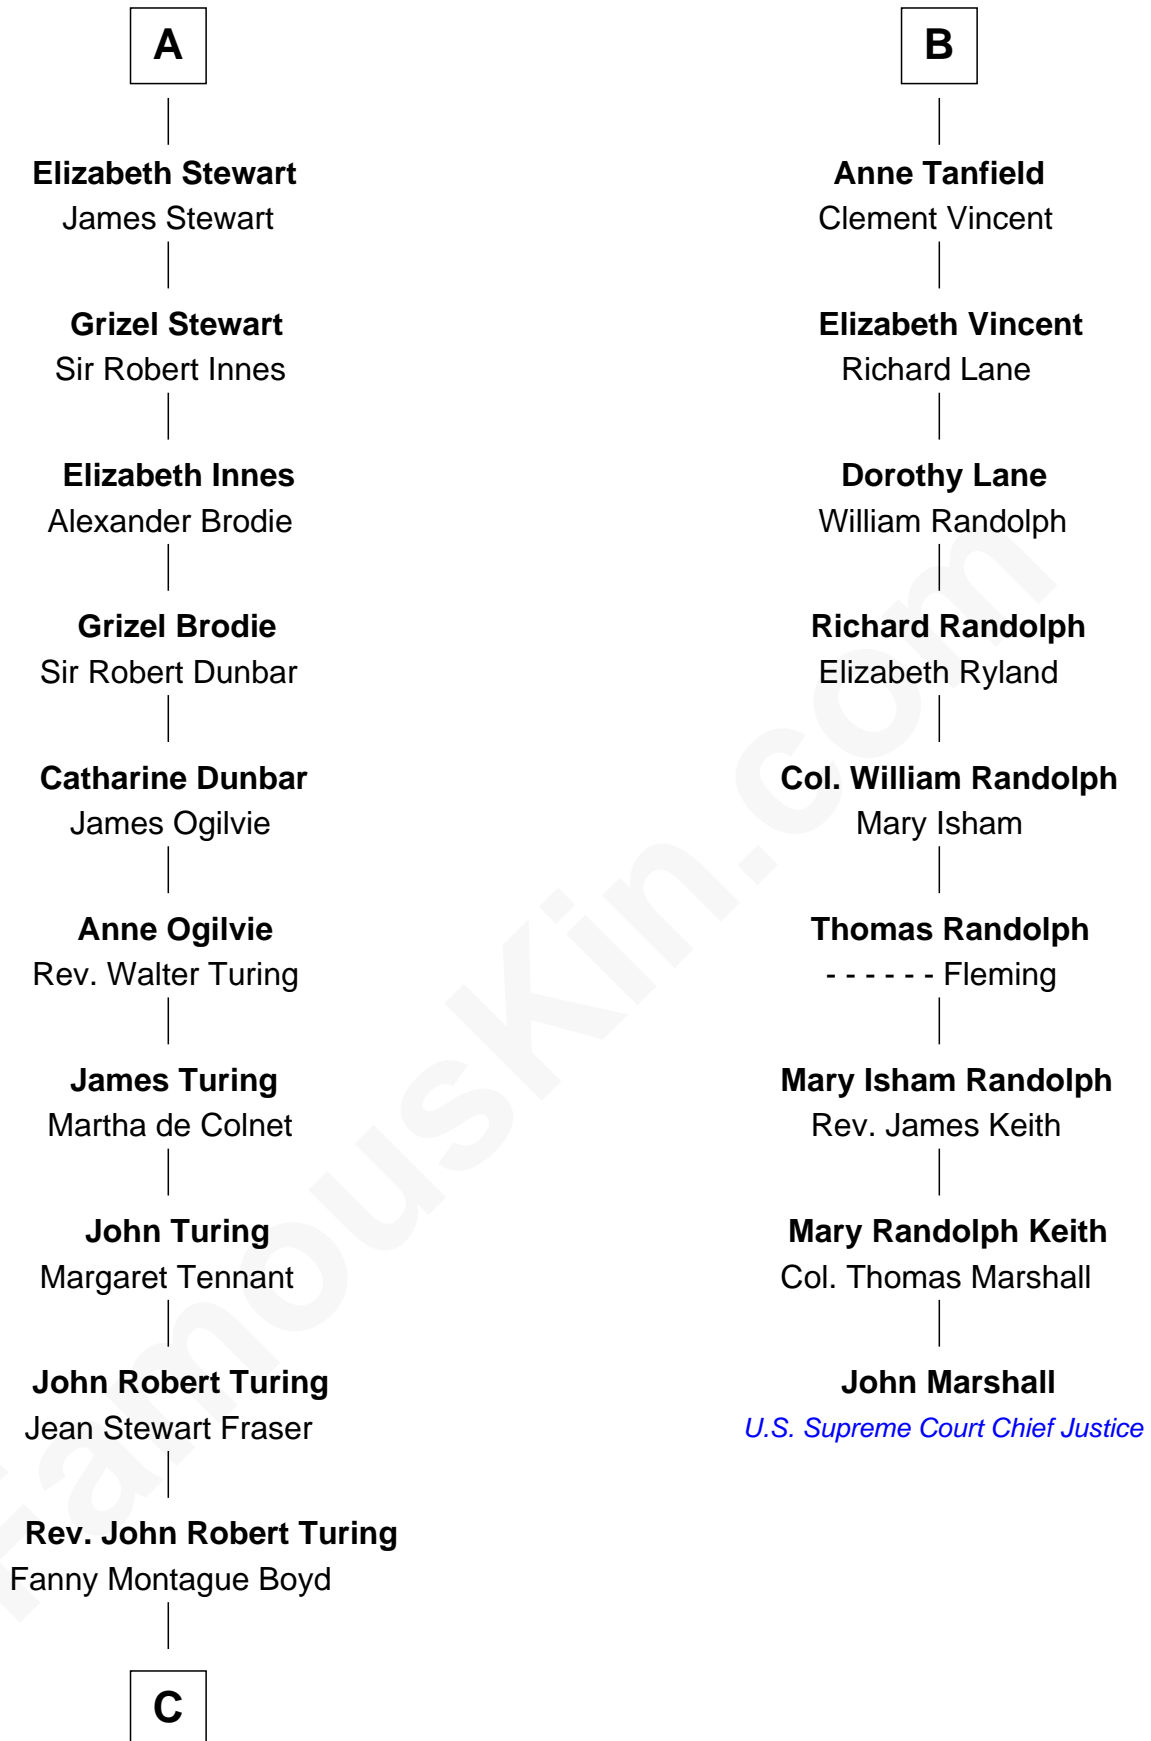 A
Elizabeth Stewart
James Stewart
Grizel Stewart
Sir Robert Innes
Elizabeth Innes
Alexander Brodie
Grizel Brodie
Sir Robert Dunbar
Catharine Dunbar
James Ogilvie
Anne Ogilvie
Rev. Walter Turing
James Turing
Martha de Colnet
John Turing
Margaret Tennant
John Robert Turing
Jean Stewart Fraser
Rev. John Robert Turing
Fanny Montague Boyd
C
B
Anne Tanfield
Clement Vincent
Elizabeth Vincent
Richard Lane
Dorothy Lane
William Randolph
Richard Randolph
Elizabeth Ryland
Col. William Randolph
Mary Isham
Thomas Randolph
- - - - - - Fleming
Mary Isham Randolph
Rev. James Keith
Mary Randolph Keith
Col. Thomas Marshall
John Marshall
U.S. Supreme Court Chief Justice
FamousKin.com